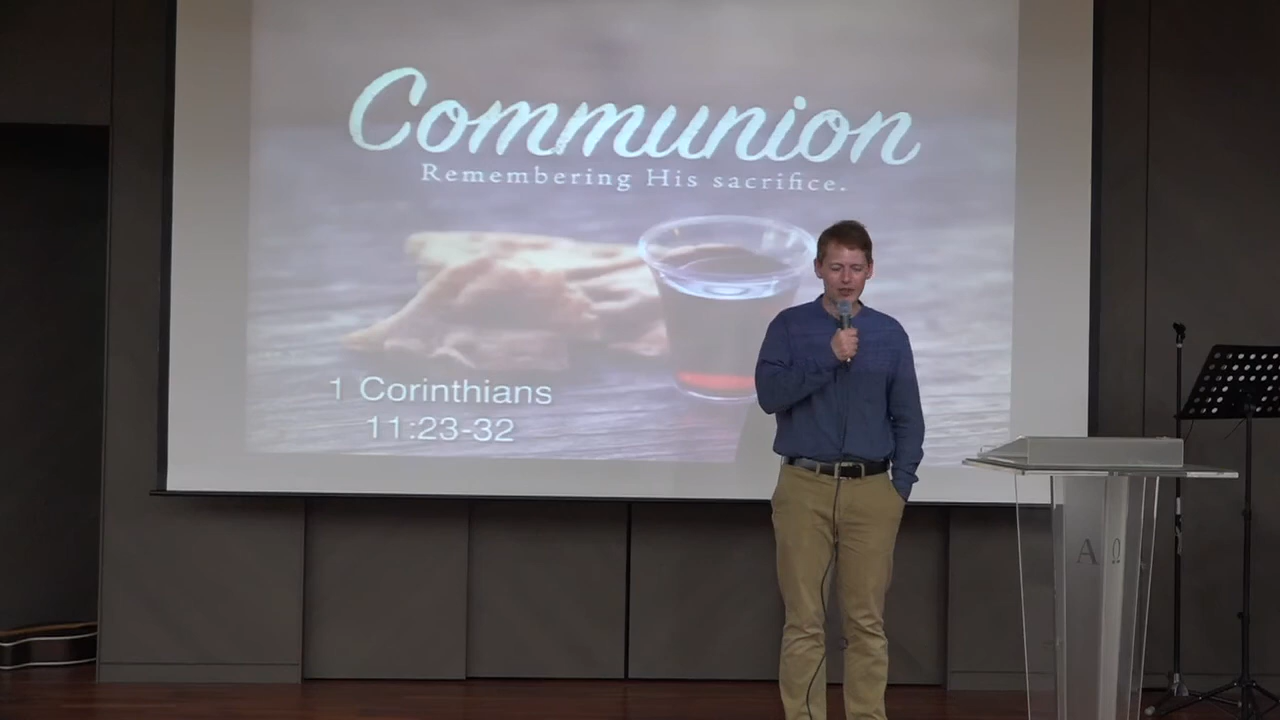 Communion
Remembering His sacrifice.
1 Corinthians
11:23-32
Α Ω